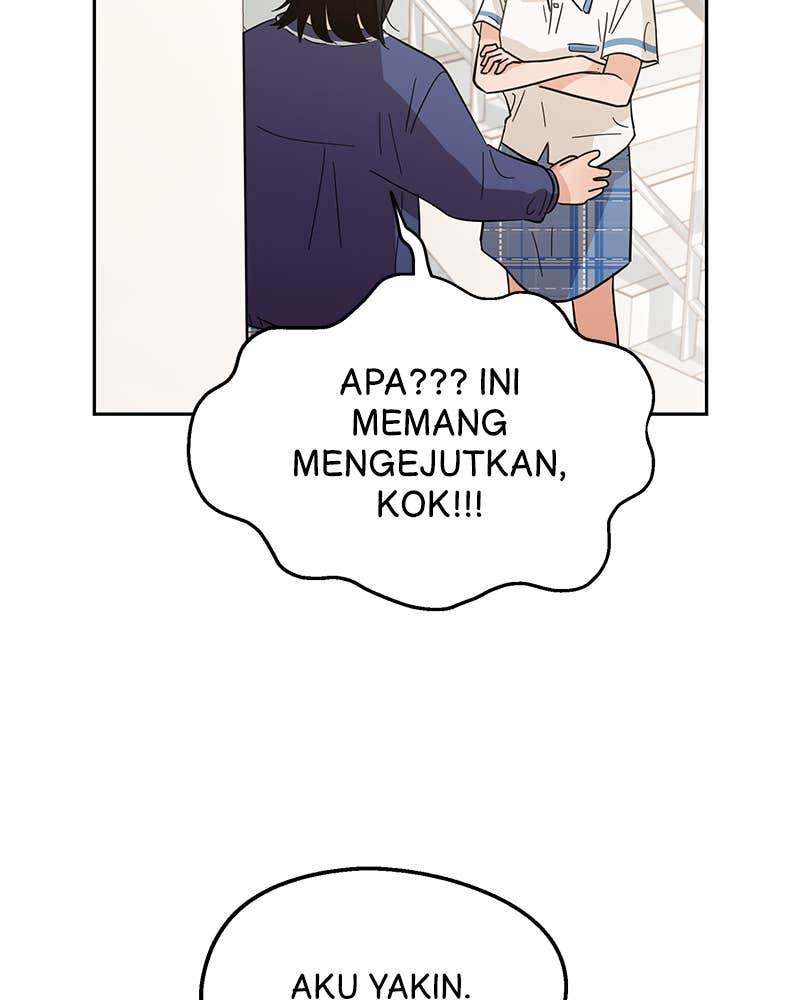 APA??? INI
MEMANG
MENGEJUTKAN,
KOK!!!
AKU YAKIN.